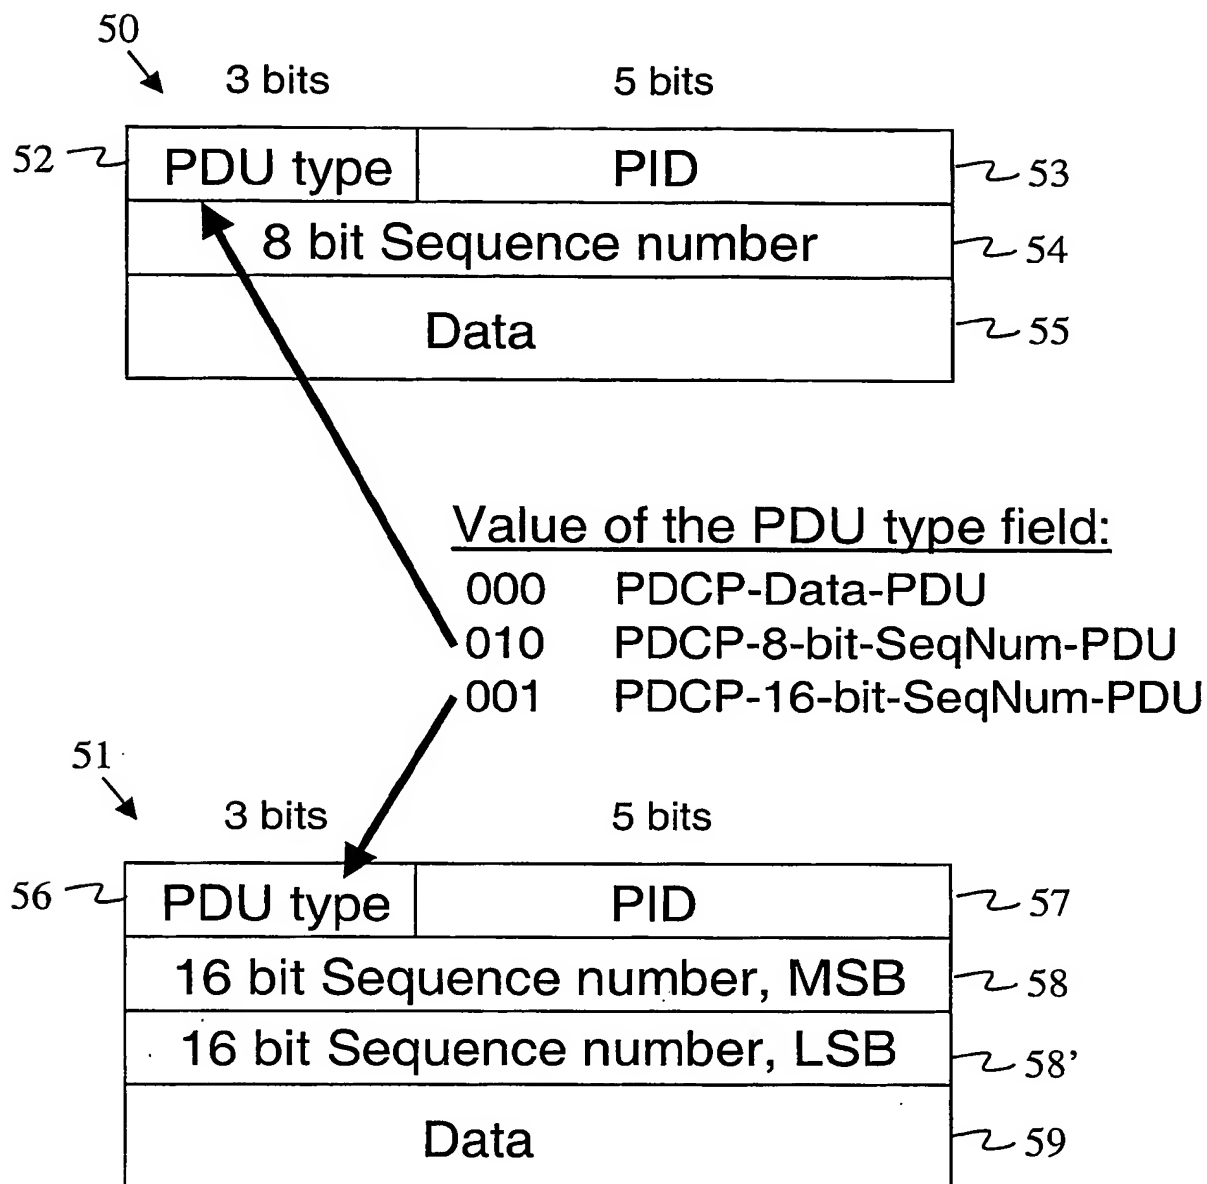 50
3 bits 5 bits
52 PDU type PID 53
8 bit Sequence number 54
Data 55
Value of the PDU type field:
000 PDCP-Data-PDU
010 PDCP-8-bit-SeqNum-PDU
001 PDCP-16-bit-SeqNum-PDU
51
3 bits 5 bits
56 PDU type PID 57
16 bit Sequence number, MSB 58
16 bit Sequence number, LSB 58'
Data 59